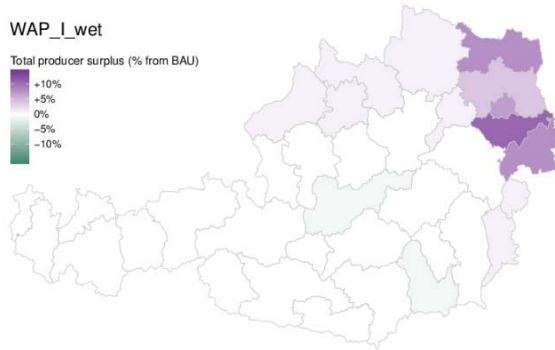 WAP_I_wet
Total producer surplus (% from BAU)
+10%
+5%
0%
−5%
−10%